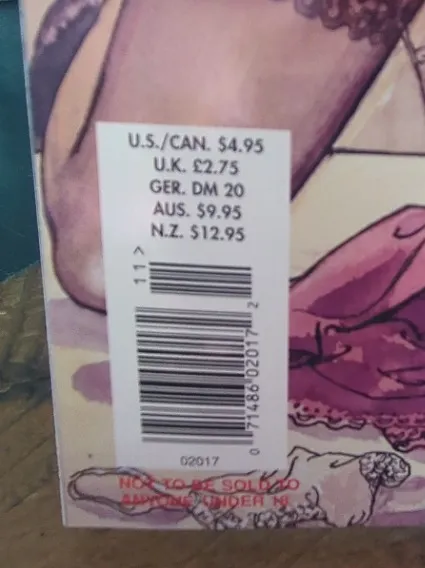 U.S./CAN. $4.95
U.K. £2.75
GER. DM 20
AUS. $9.95
N.Z. $12.95
11>
0 71486 02017 2
02017
NOT TO BE SOLD TO
ANYONE UNDER 18